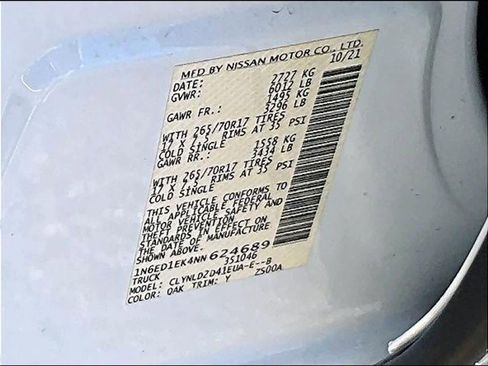 MFD BY NISSAN MOTOR CO., LTD.
DATE: 10/21
GVWR: 2727 KG
6012 LB
GAWR FR.: 1495 KG
3296 LB
WITH 265/70R17 TIRES
17 X 7.5 RIMS AT 35 PSI
COLD SINGLE
GAWR RR.: 1558 KG
3434 LB
WITH 265/70R17 TIRES
17 X 7.5 RIMS AT 35 PSI
COLD SINGLE
THIS VEHICLE CONFORMS TO
ALL APPLICABLE FEDERAL
MOTOR VEHICLE SAFETY AND
THEFT PREVENTION
STANDARDS IN EFFECT ON
THE DATE OF MANUFACTURE
SHOWN ABOVE.
1N6ED1EK4NN624689
TRUCK 351046
MODEL: CLYNLD2D41EUA-E--B
COLOR: QAK TRIM: Y Z500A